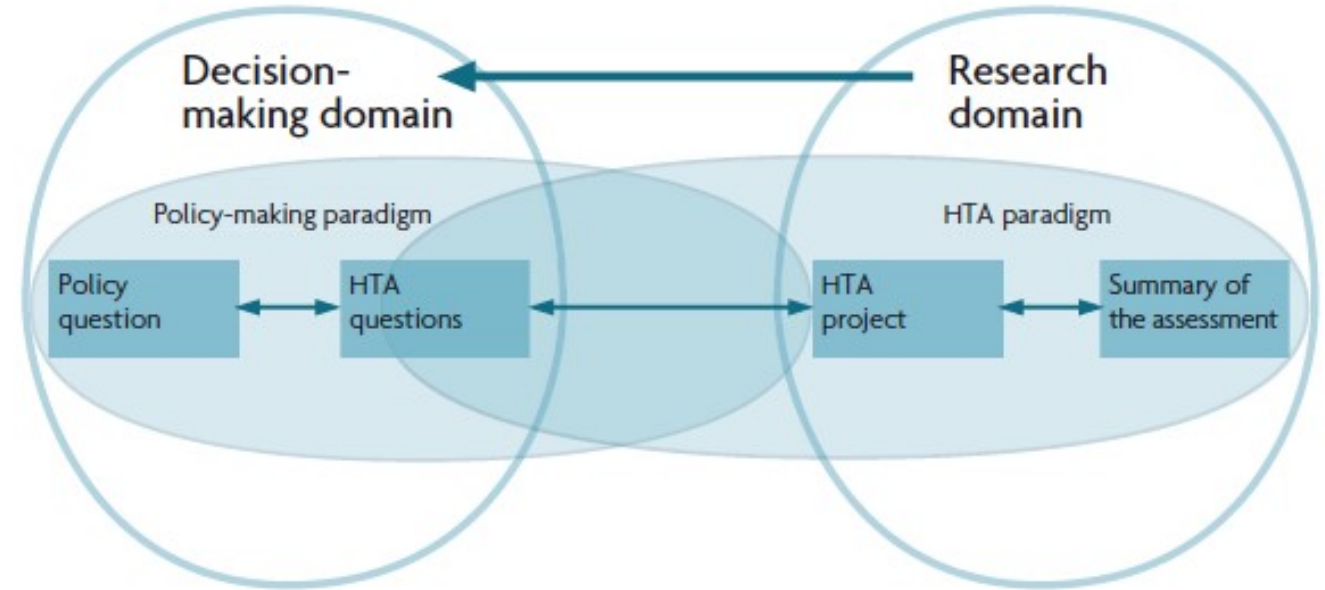 Decision-
making domain
Research
domain
Policy-making paradigm
HTA paradigm
Policy
question
HTA
questions
HTA
project
Summary of
the assessment